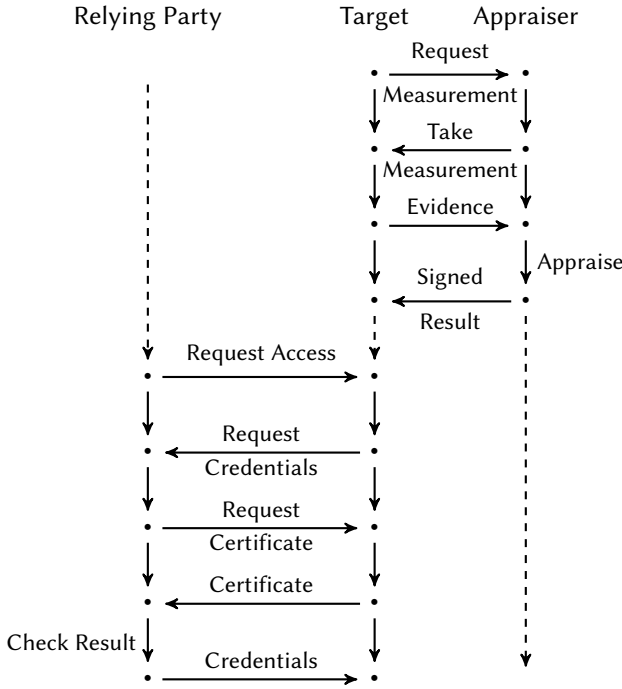 Relying Party
Target
Appraiser
Request
Measurement
Take
Measurement
Evidence
Appraise
Signed
Result
Request Access
Request
Credentials
Request
Certificate
Certificate
Check Result
Credentials